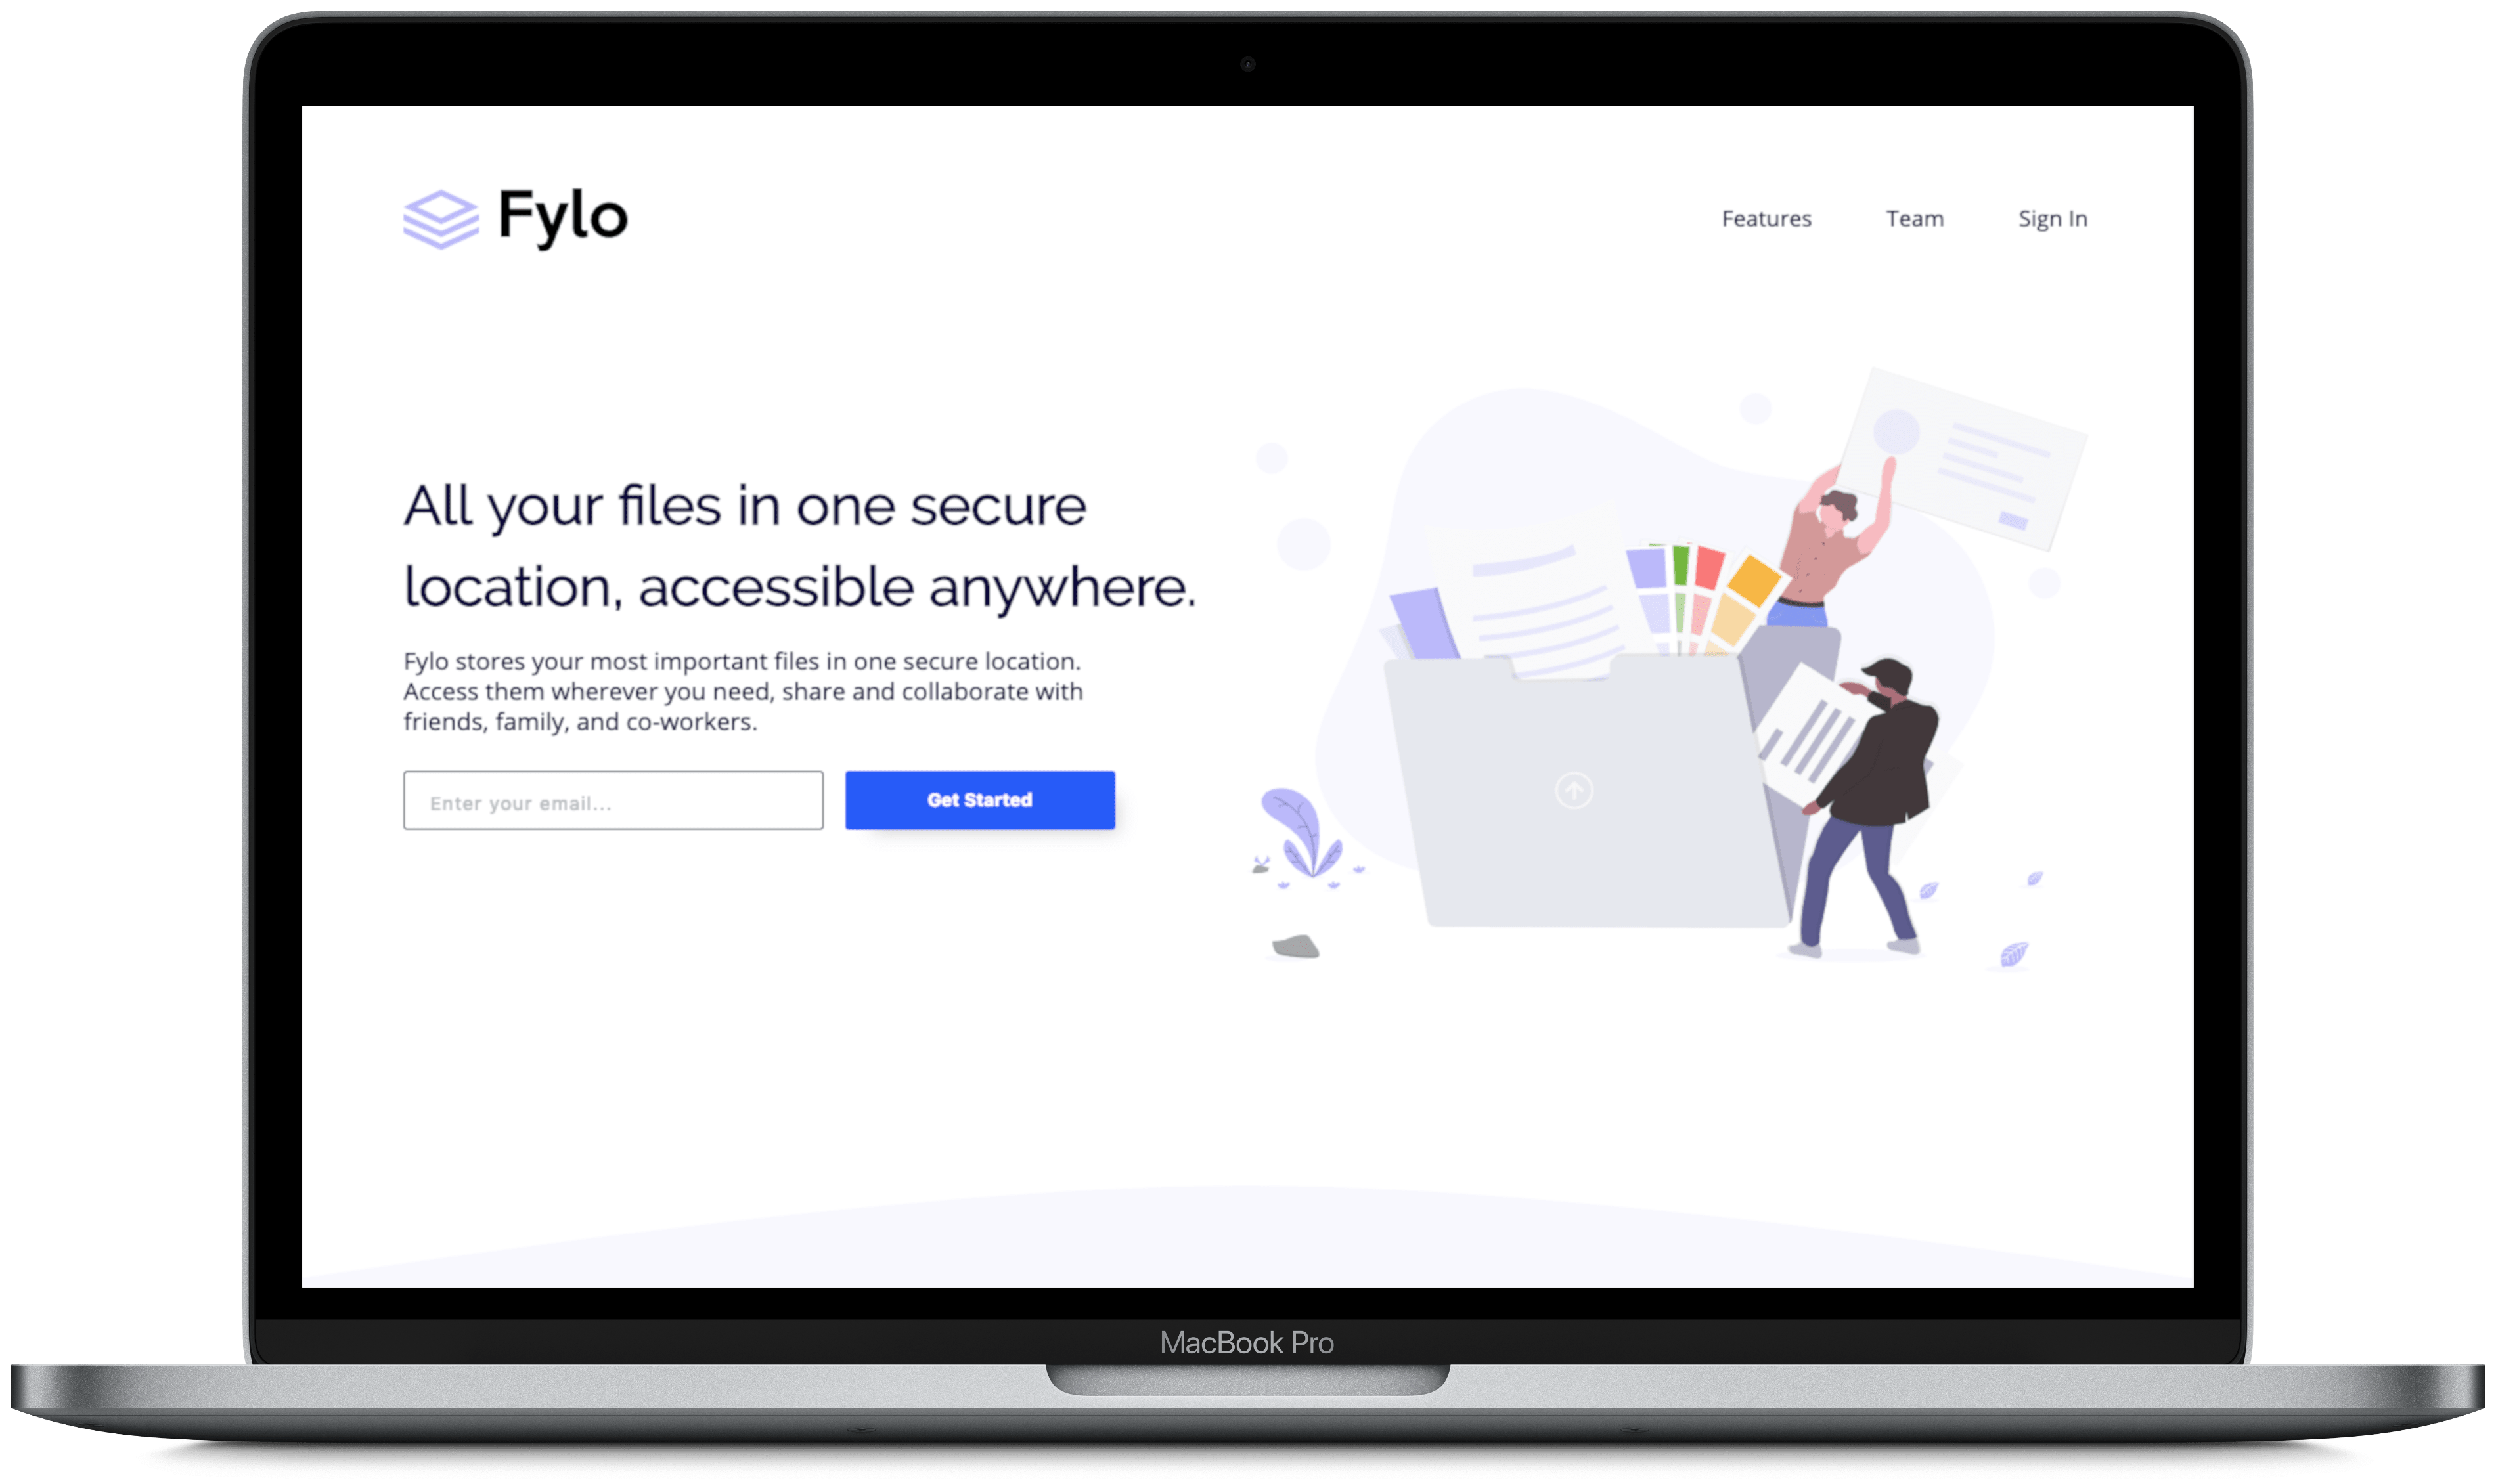 Fylo
Features
Team
Sign In
All your files in one secure
location, accessible anywhere.
Fylo stores your most important files in one secure location.
Access them wherever you need, share and collaborate with
friends, family, and co-workers.
Enter your email...
Get Started
MacBook Pro